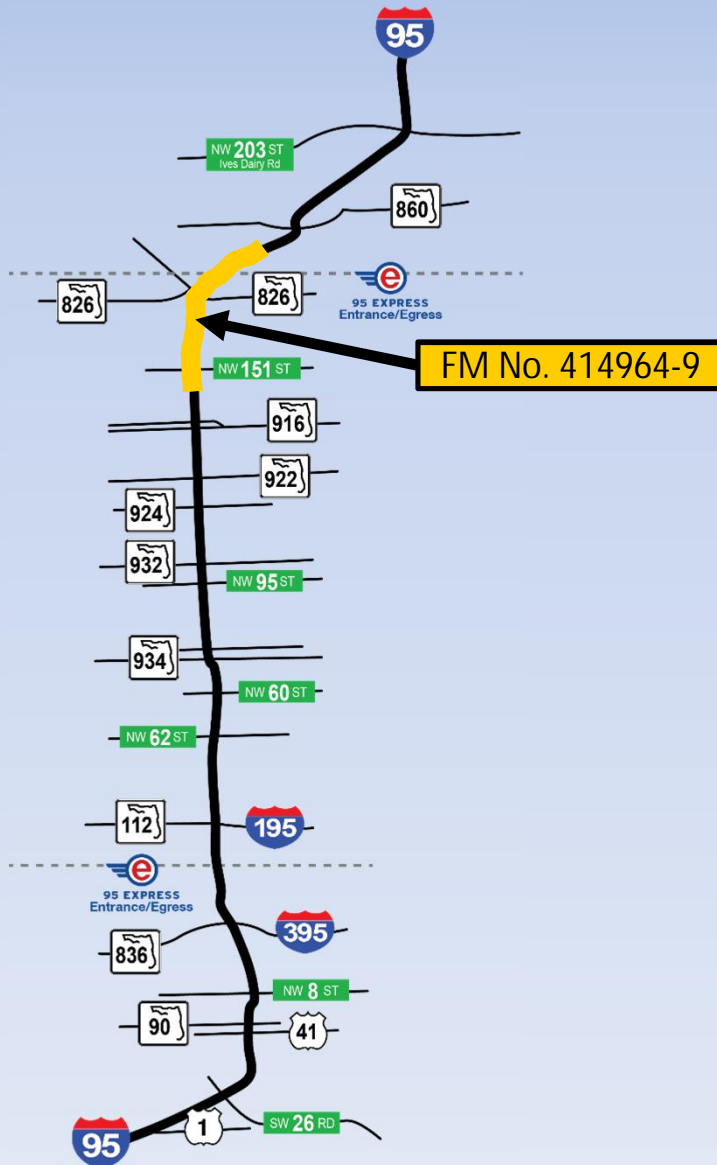 95
NW 203 ST
Ives Dairy Rd
860
826
826
e
95 EXPRESS
Entrance/Egress
NW 151 ST
FM No. 414964-9
916
922
924
932
NW 95 ST
934
NW 60 ST
NW 62 ST
112
195
e
95 EXPRESS
Entrance/Egress
395
836
NW 8 ST
90
41
1
SW 26 RD
95